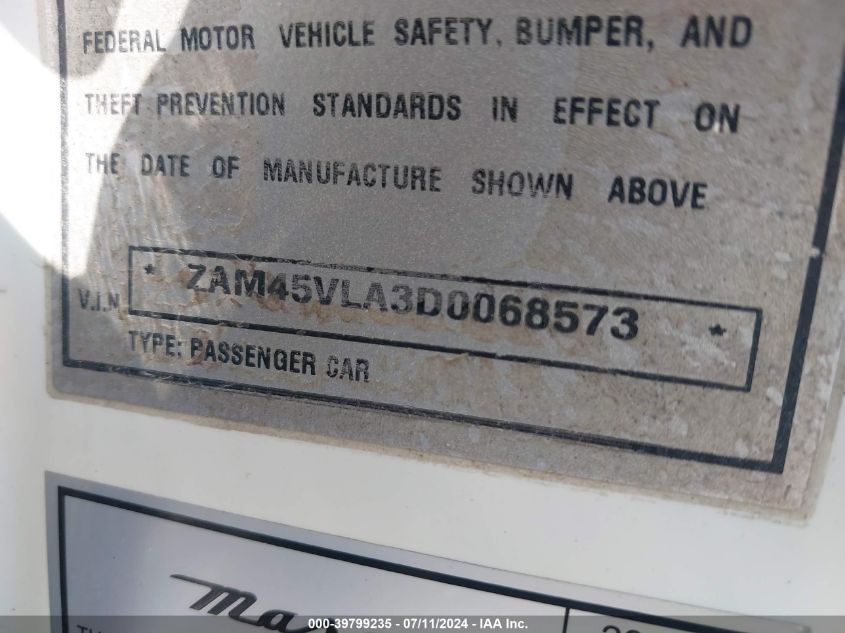 FEDERAL MOTOR VEHICLE SAFETY, BUMPER, AND
THEFT PREVENTION STANDARDS IN EFFECT ON
THE DATE OF MANUFACTURE SHOWN ABOVE
V.I.N. * ZAM45VLA3D0068573 *
TYPE: PASSENGER CAR
000-39799235 - 07/11/2024 - IAA Inc.